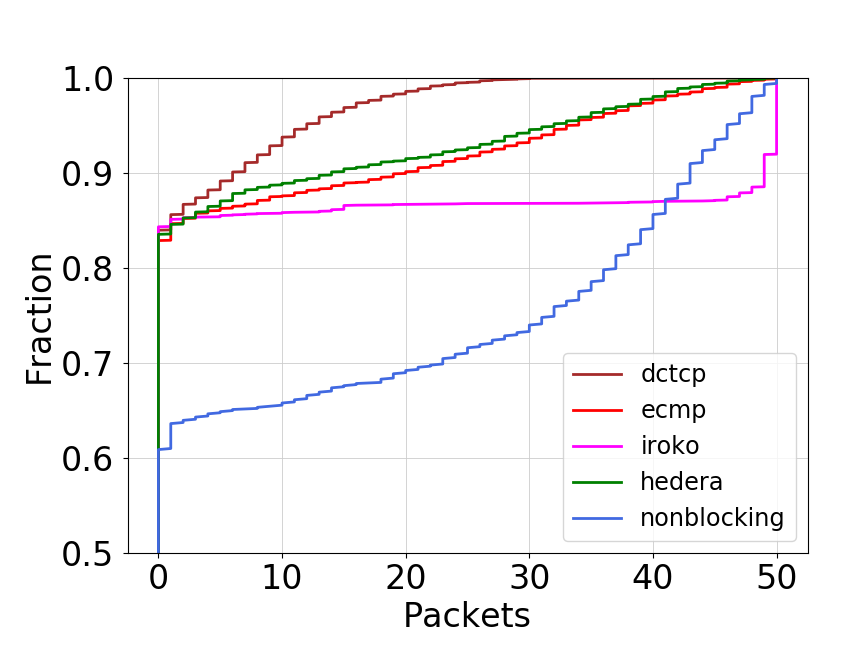 1.0
0.9
0.8
0.7
0.6
0.5
Fraction
0 10 20 30 40 50
Packets
dctcp
ecmp
iroko
hedera
nonblocking